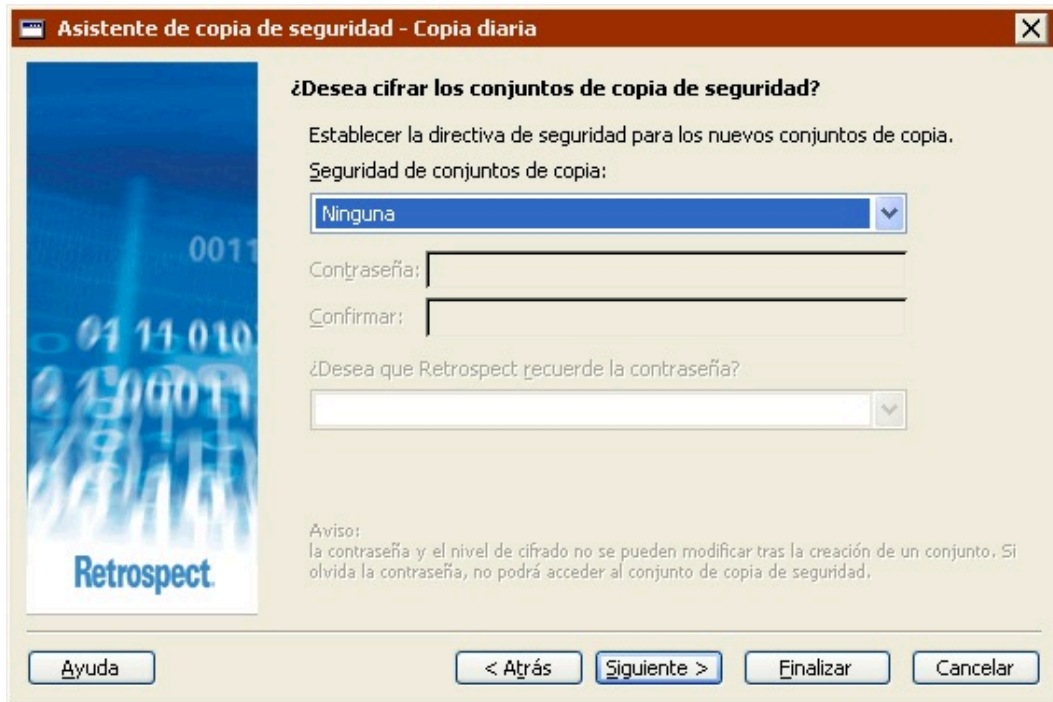 Asistente de copia de seguridad - Copia diaria
¿Desea cifrar los conjuntos de copia de seguridad?
Establecer la directiva de seguridad para los nuevos conjuntos de copia.
Seguridad de conjuntos de copia:
Ninguna
Contraseña:
Confirmar:
¿Desea que Retrospect recuerde la contraseña?
Aviso:
la contraseña y el nivel de cifrado no se pueden modificar tras la creación de un conjunto. Si
olvida la contraseña, no podrá acceder al conjunto de copia de seguridad.
0011
01 11 010
Retrospect
Ayuda
< Atrás
Siguiente >
Finalizar
Cancelar